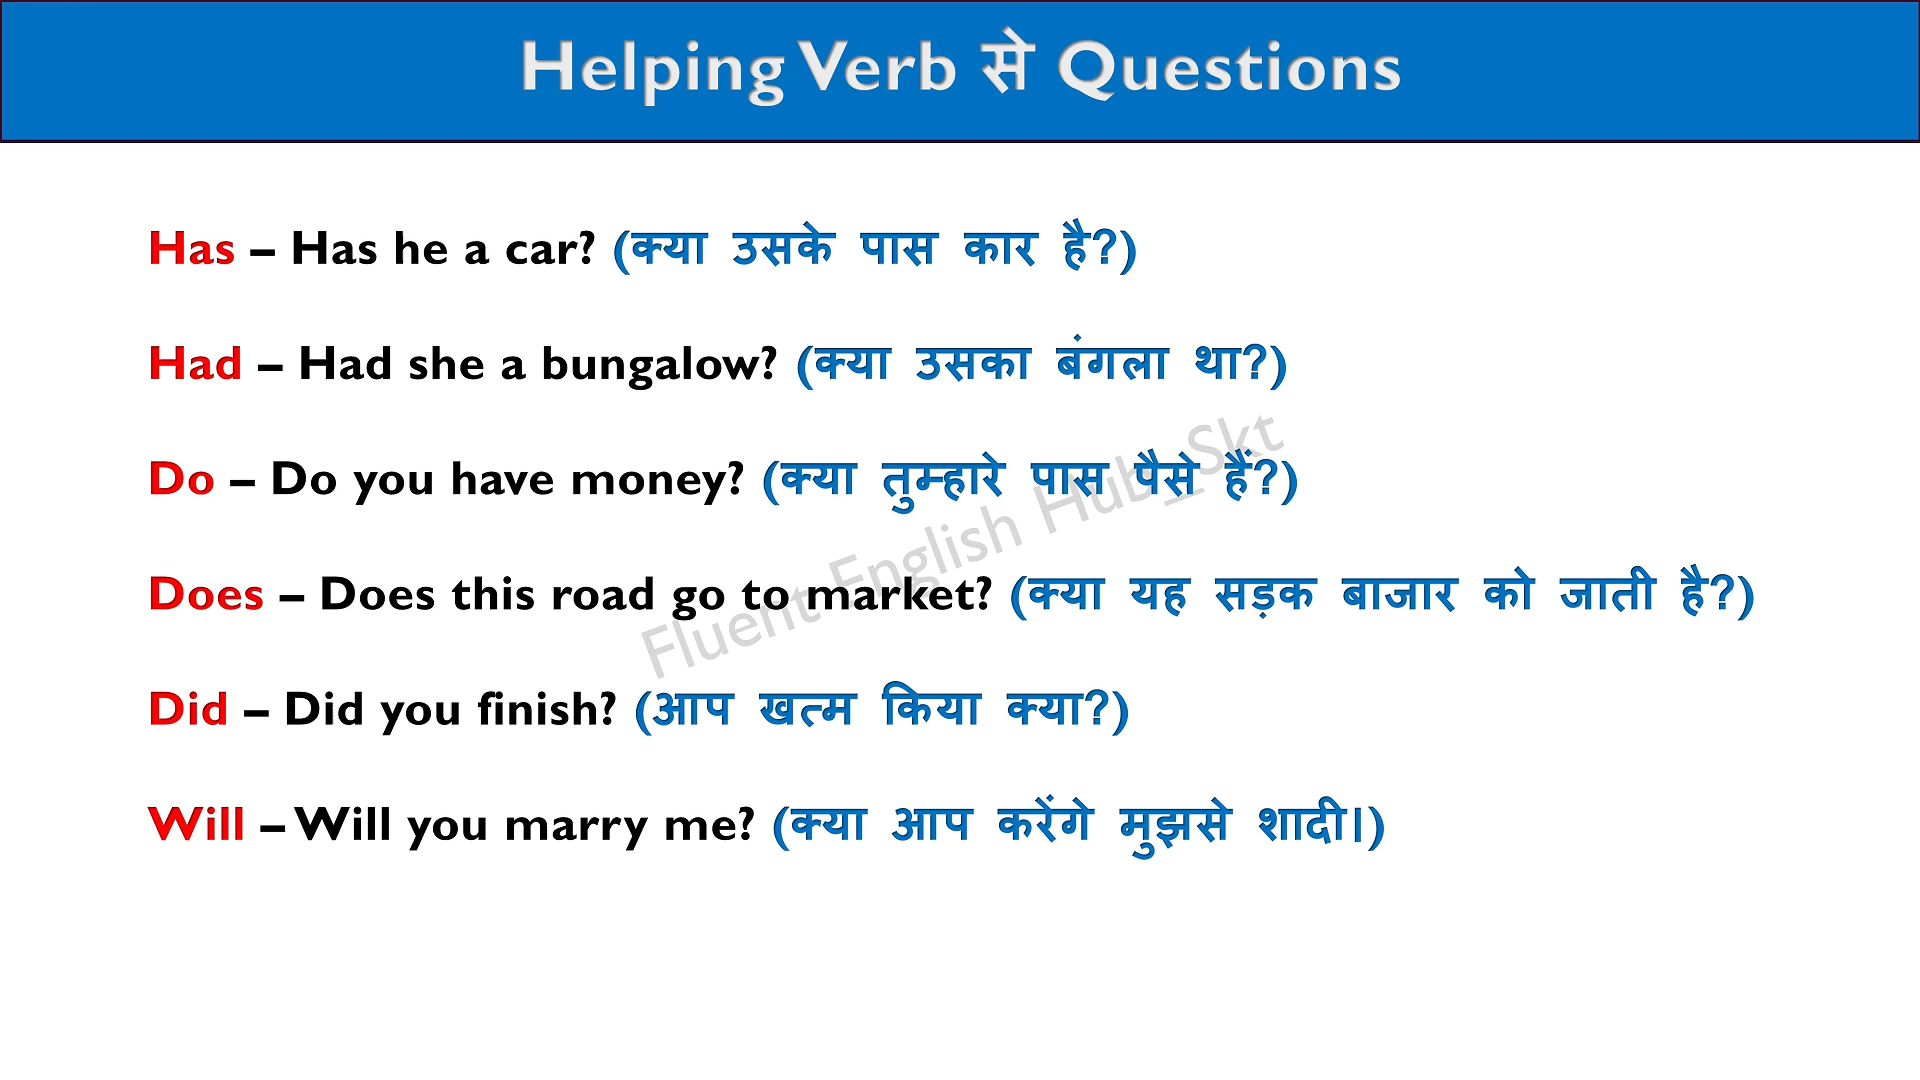 Helping Verb से Questions
Has – Has he a car? (क्या उसके पास कार है?)
Had – Had she a bungalow? (क्या उसका बंगला था?)
Do – Do you have money? (क्या तुम्हारे पास पैसे हैं?)
Does – Does this road go to market? (क्या यह सड़क बाजार को जाती है?)
Did – Did you finish? (आप खत्म किया क्या?)
Will – Will you marry me? (क्या आप करेंगे मुझसे शादी।)
Fluent English Hub_Skt